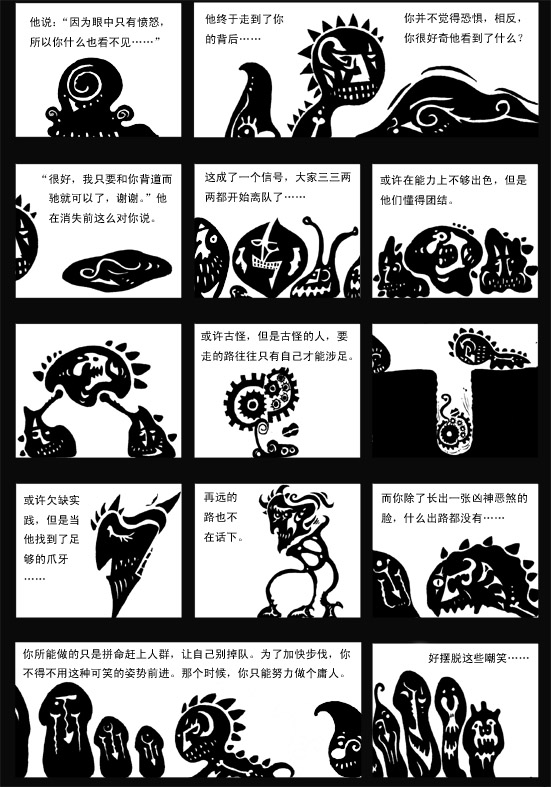 他说：“因为眼中只有愤怒，
所以你什么也看不见……”
他终于走到了你
的背后……
你并不觉得恐惧，相反，
你很好奇他看到了什么？
“很好，我只要和你背道而
驰就可以了，谢谢。”他
在消失前这么对你说。
这成了一个信号，大家三三两
两都开始离队了……
或许在能力上不够出色，但是
他们懂得团结。
或许古怪，但是古怪的人，要
走的路往往只有自己才能涉足。
或许欠缺实
践，但是当
他找到了足
够的爪牙
……
再远的
路也不
在话下。
而你除了长出一张凶神恶煞的
脸，什么出路都没有……
你所能做的只是拼命赶上人群，让自己别掉队。为了加快步伐，你
不得不用这种可笑的姿势前进。那个时候，你只能努力做个庸人。
好摆脱这些嘲笑……